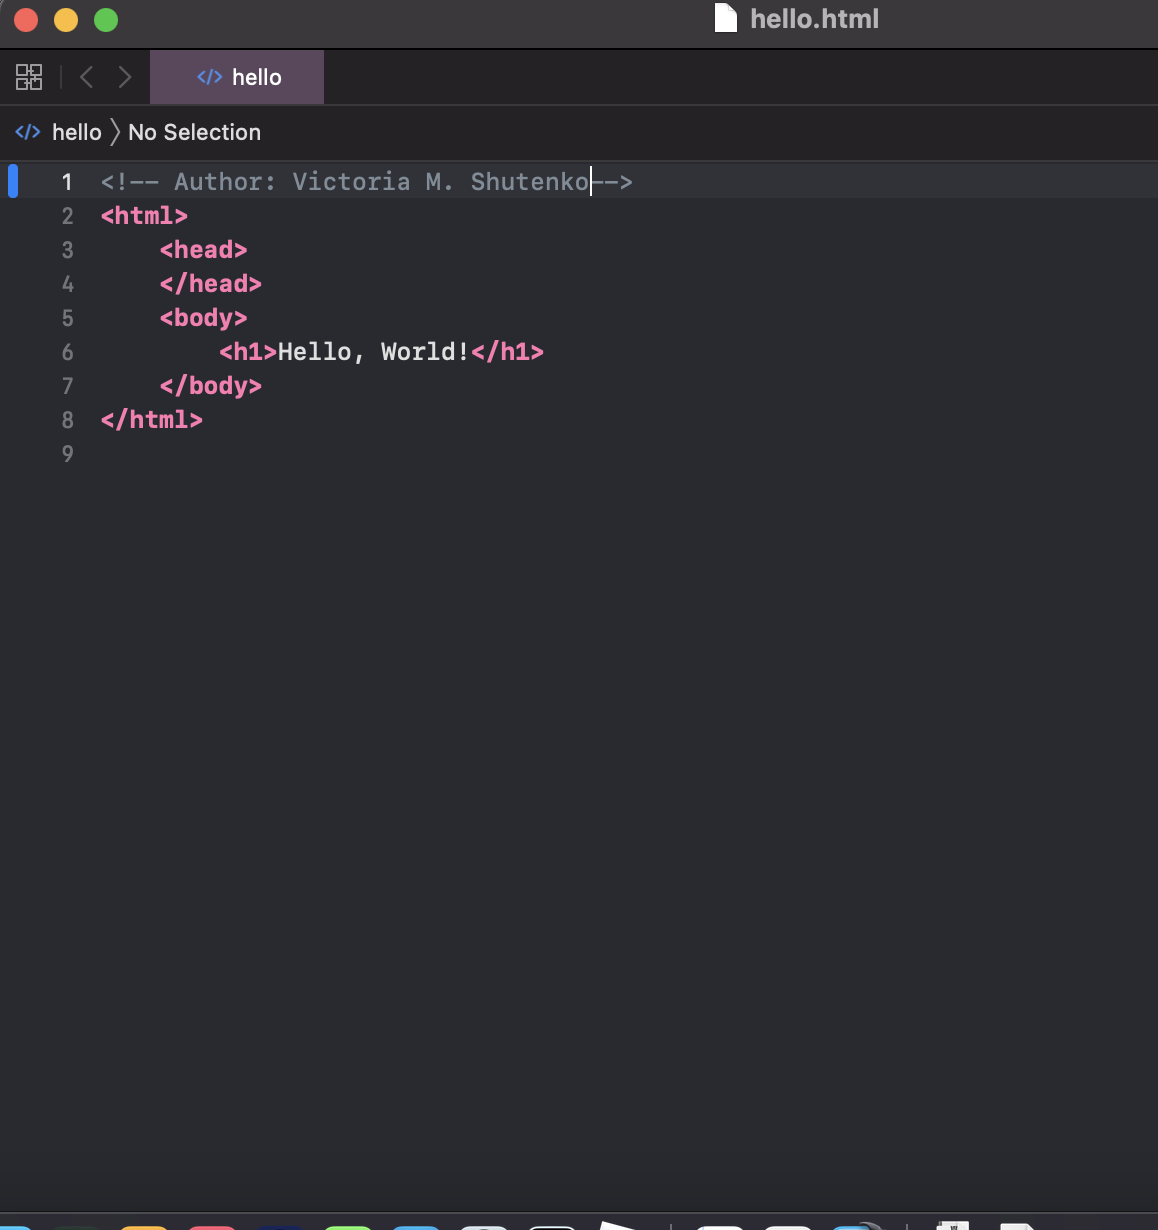 hello.html
</> hello
</> hello 〉 No Selection
1 <!-- Author: Victoria M. Shutenko-->
2 <html>
3     <head>
4     </head>
5     <body>
6         <h1>Hello, World!</h1>
7     </body>
8 </html>
9